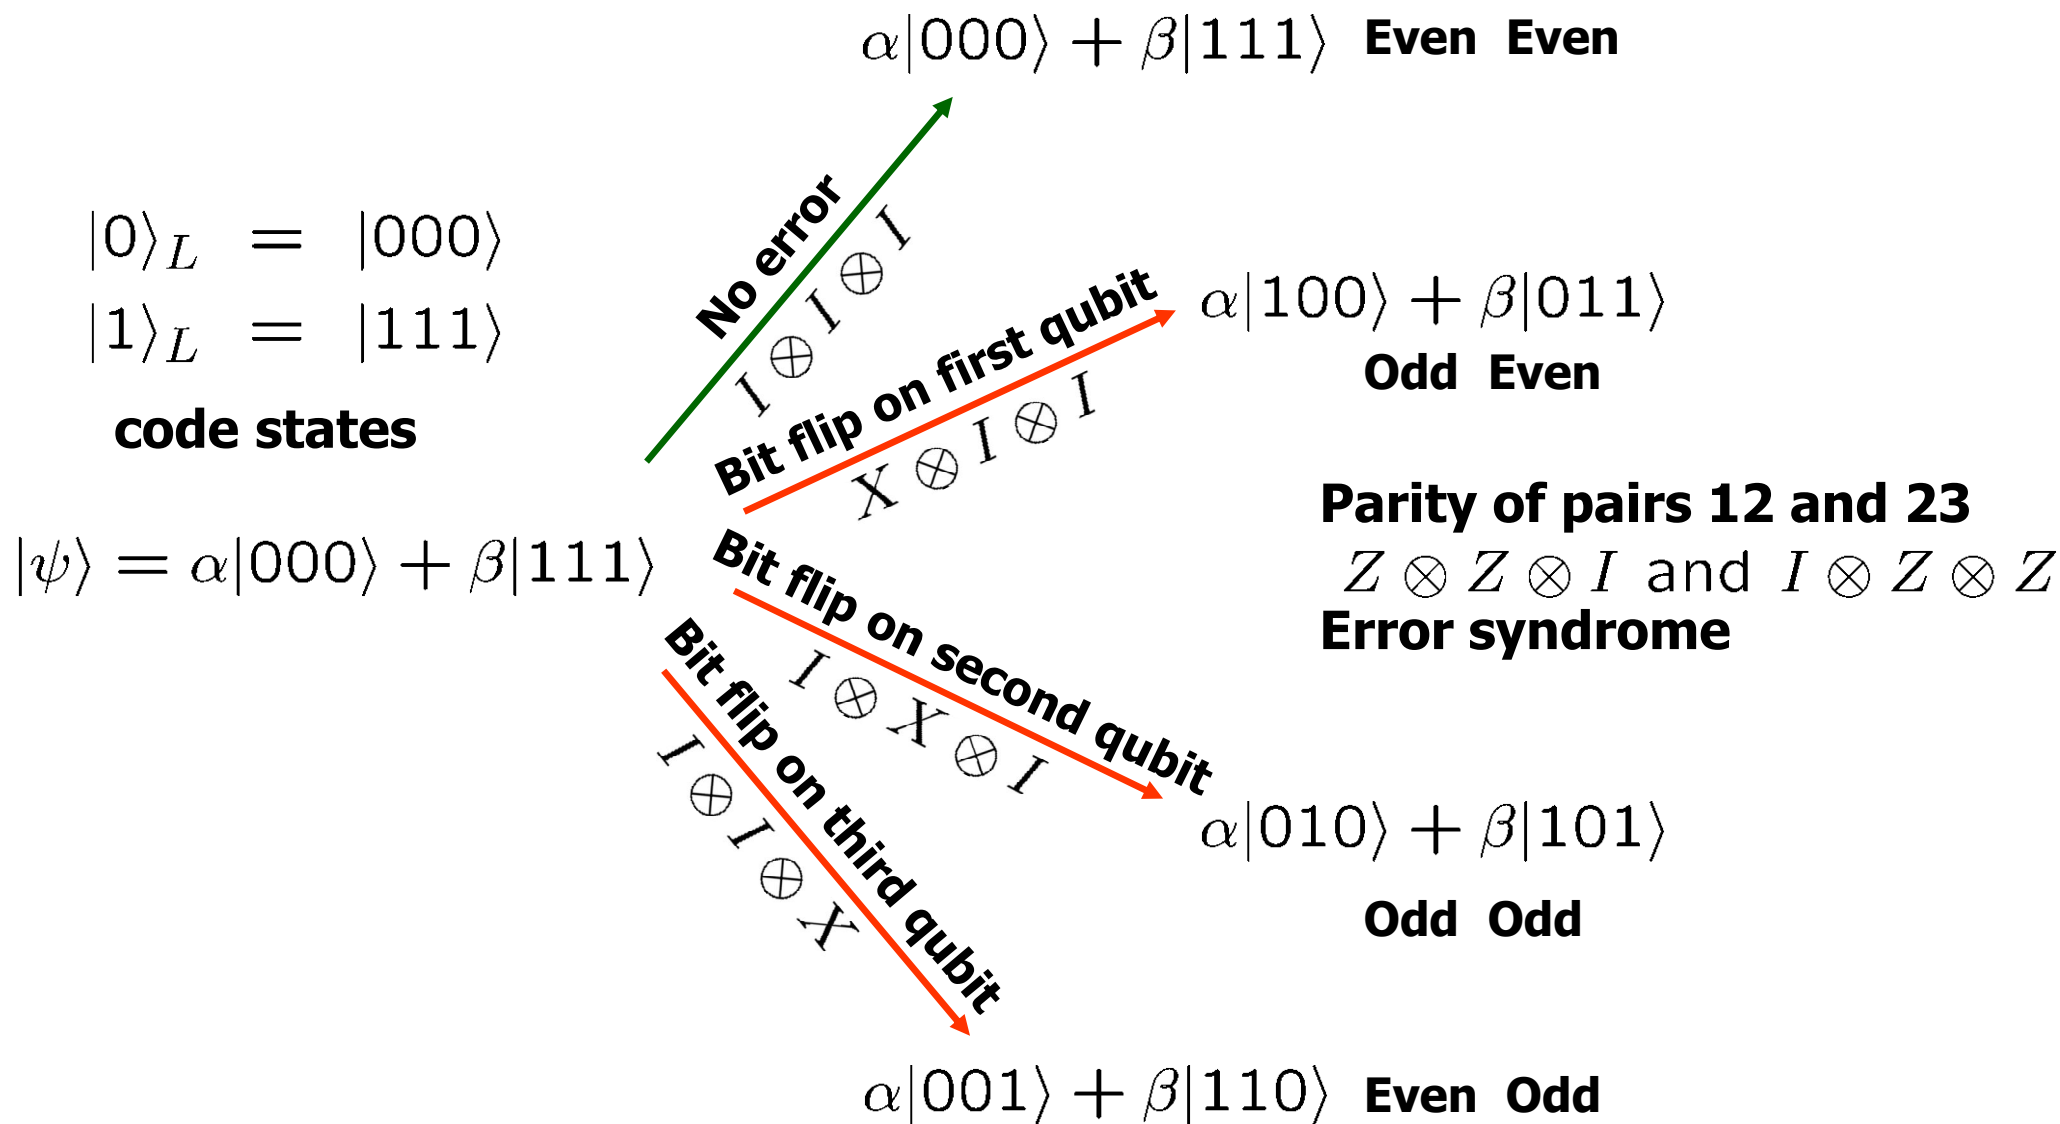 α|000⟩ + β|111⟩ Even Even
No error
I ⊗ I ⊗ I
|0⟩_L = |000⟩
|1⟩_L = |111⟩
code states
Bit flip on first qubit
X ⊗ I ⊗ I
α|100⟩ + β|011⟩
Odd Even
|ψ⟩ = α|000⟩ + β|111⟩
Parity of pairs 12 and 23
Z ⊗ Z ⊗ I and I ⊗ Z ⊗ Z
Error syndrome
Bit flip on second qubit
I ⊗ X ⊗ I
α|010⟩ + β|101⟩
Odd Odd
Bit flip on third qubit
I ⊗ I ⊗ X
α|001⟩ + β|110⟩ Even Odd